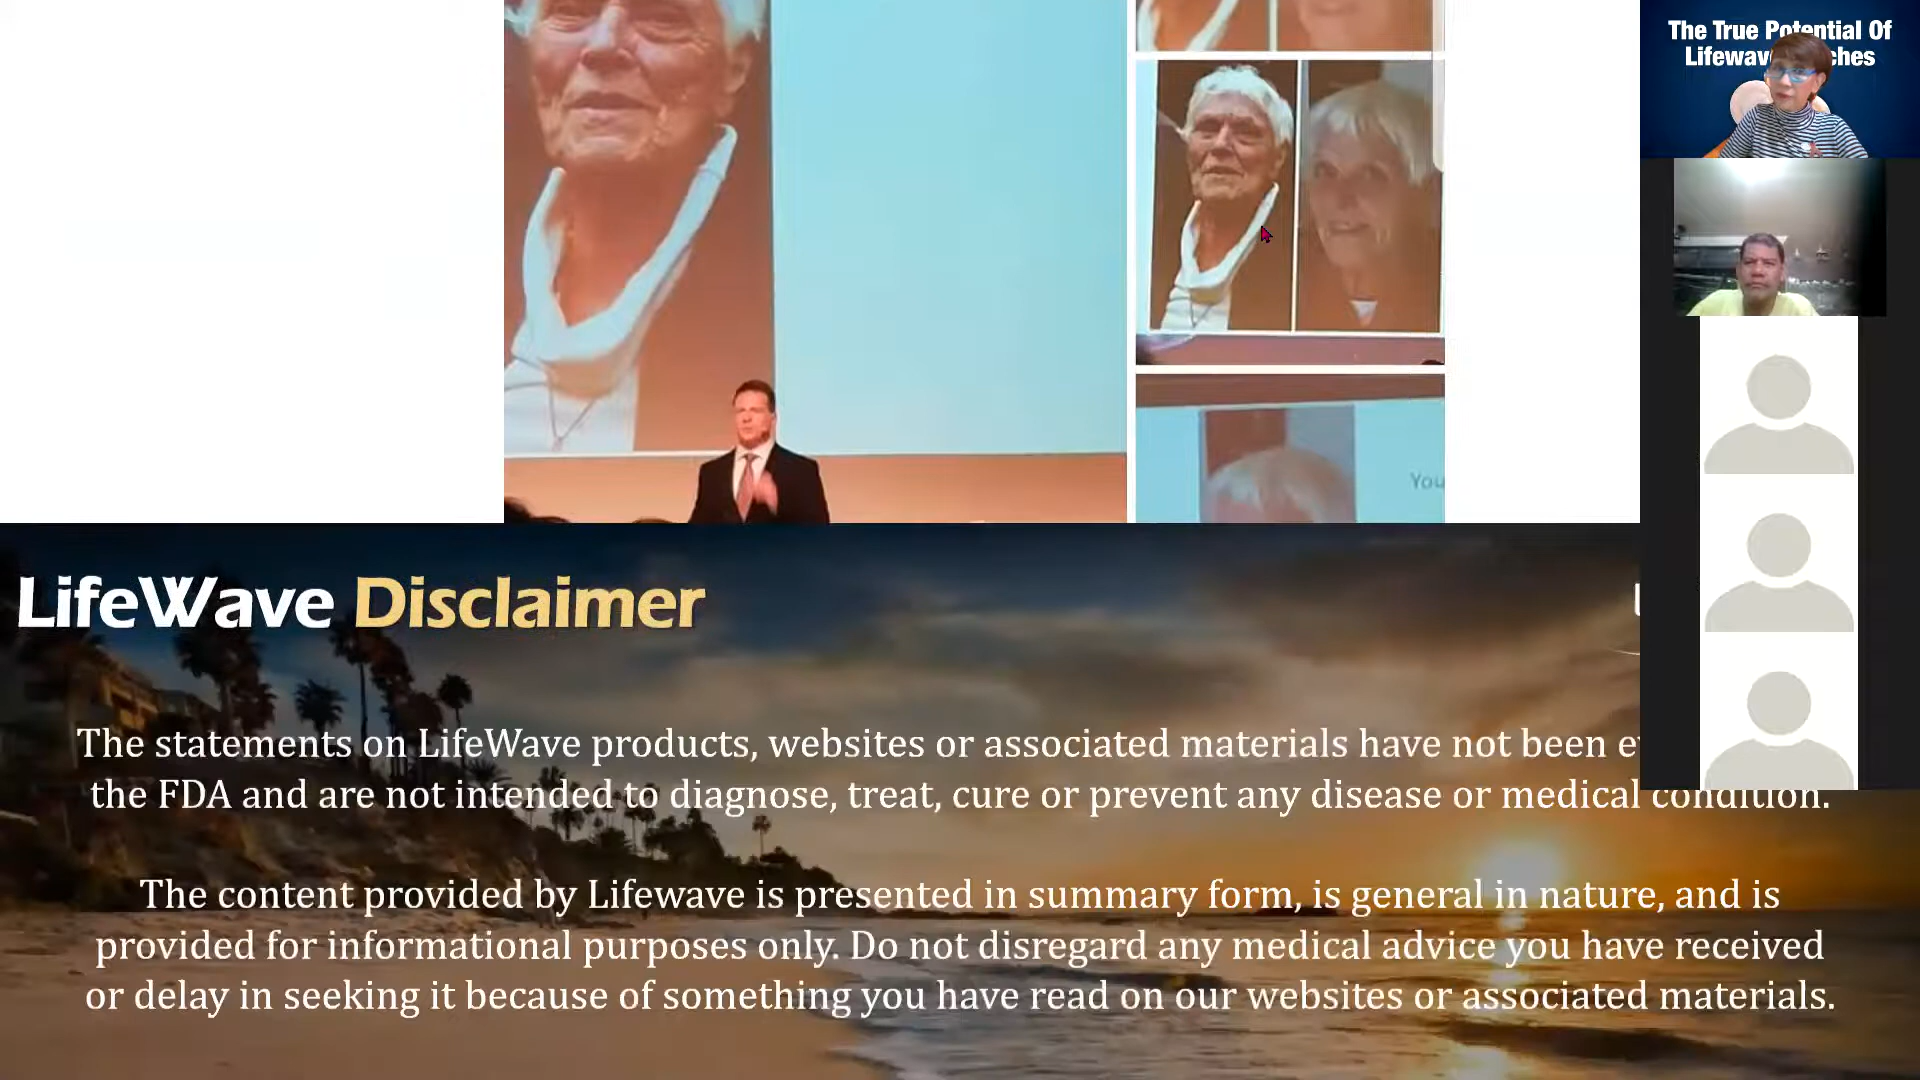 The True Potential Of
You
LifeWave Disclaimer
The statements on LifeWave products, websites or associated materials have not been
the FDA and are not intended to diagnose, treat, cure or prevent any disease or medical condition.
The content provided by Lifewave is presented in summary form, is general in nature, and is
provided for informational purposes only. Do not disregard any medical advice you have received
or delay in seeking it because of something you have read on our websites or associated materials.